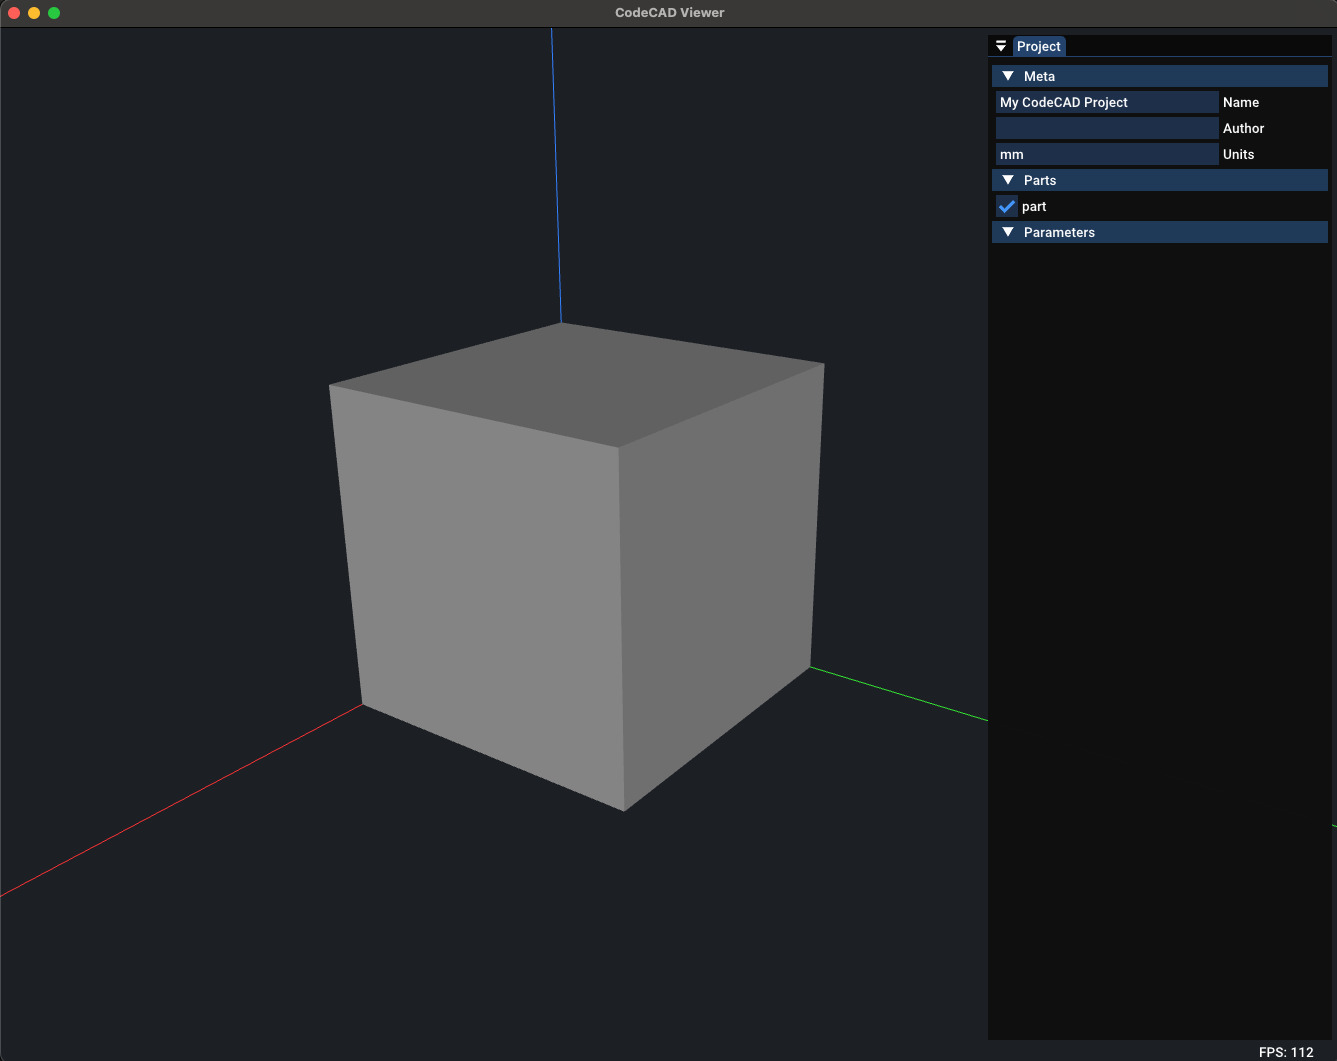 CodeCAD Viewer
Project
Meta
My CodeCAD Project Name
Author
mm Units
Parts
part
Parameters
FPS: 112